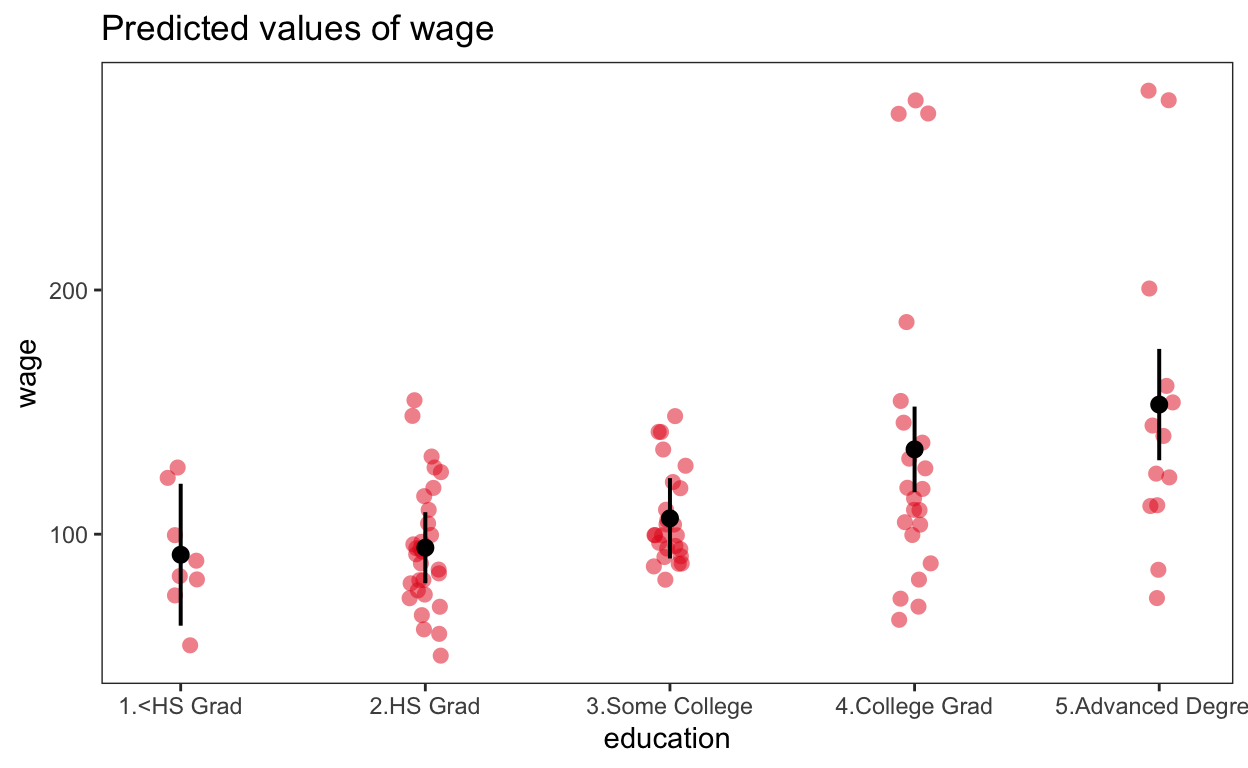 Predicted values of wage
wage
200
100
1.<HS Grad
2.HS Grad
3.Some College
4.College Grad
5.Advanced Degre
education